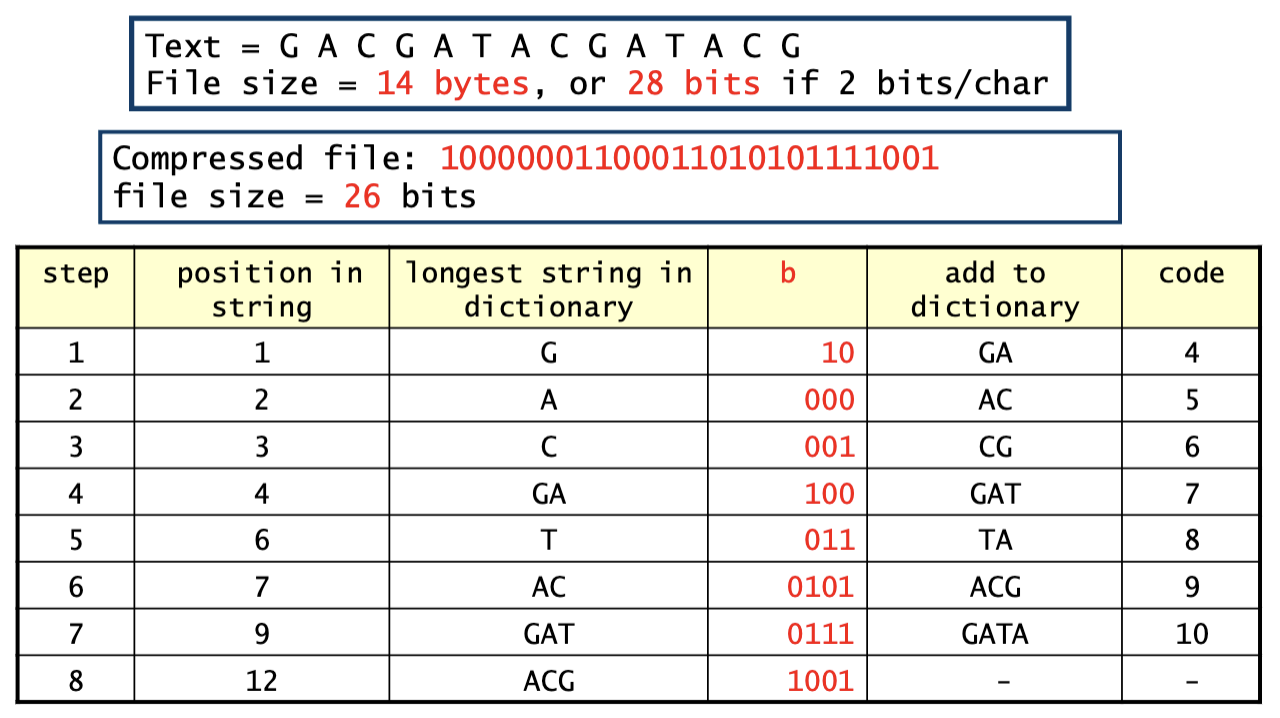 Text = G A C G A T A C G A T A C G
File size = 14 bytes, or 28 bits if 2 bits/char
Compressed file: 10000001100011010101111001
file size = 26 bits
step position in string longest string in dictionary b add to dictionary code
1 1 G 10 GA 4
2 2 A 000 AC 5
3 3 C 001 CG 6
4 4 GA 100 GAT 7
5 6 T 011 TA 8
6 7 AC 0101 ACG 9
7 9 GAT 0111 GATA 10
8 12 ACG 1001 – –